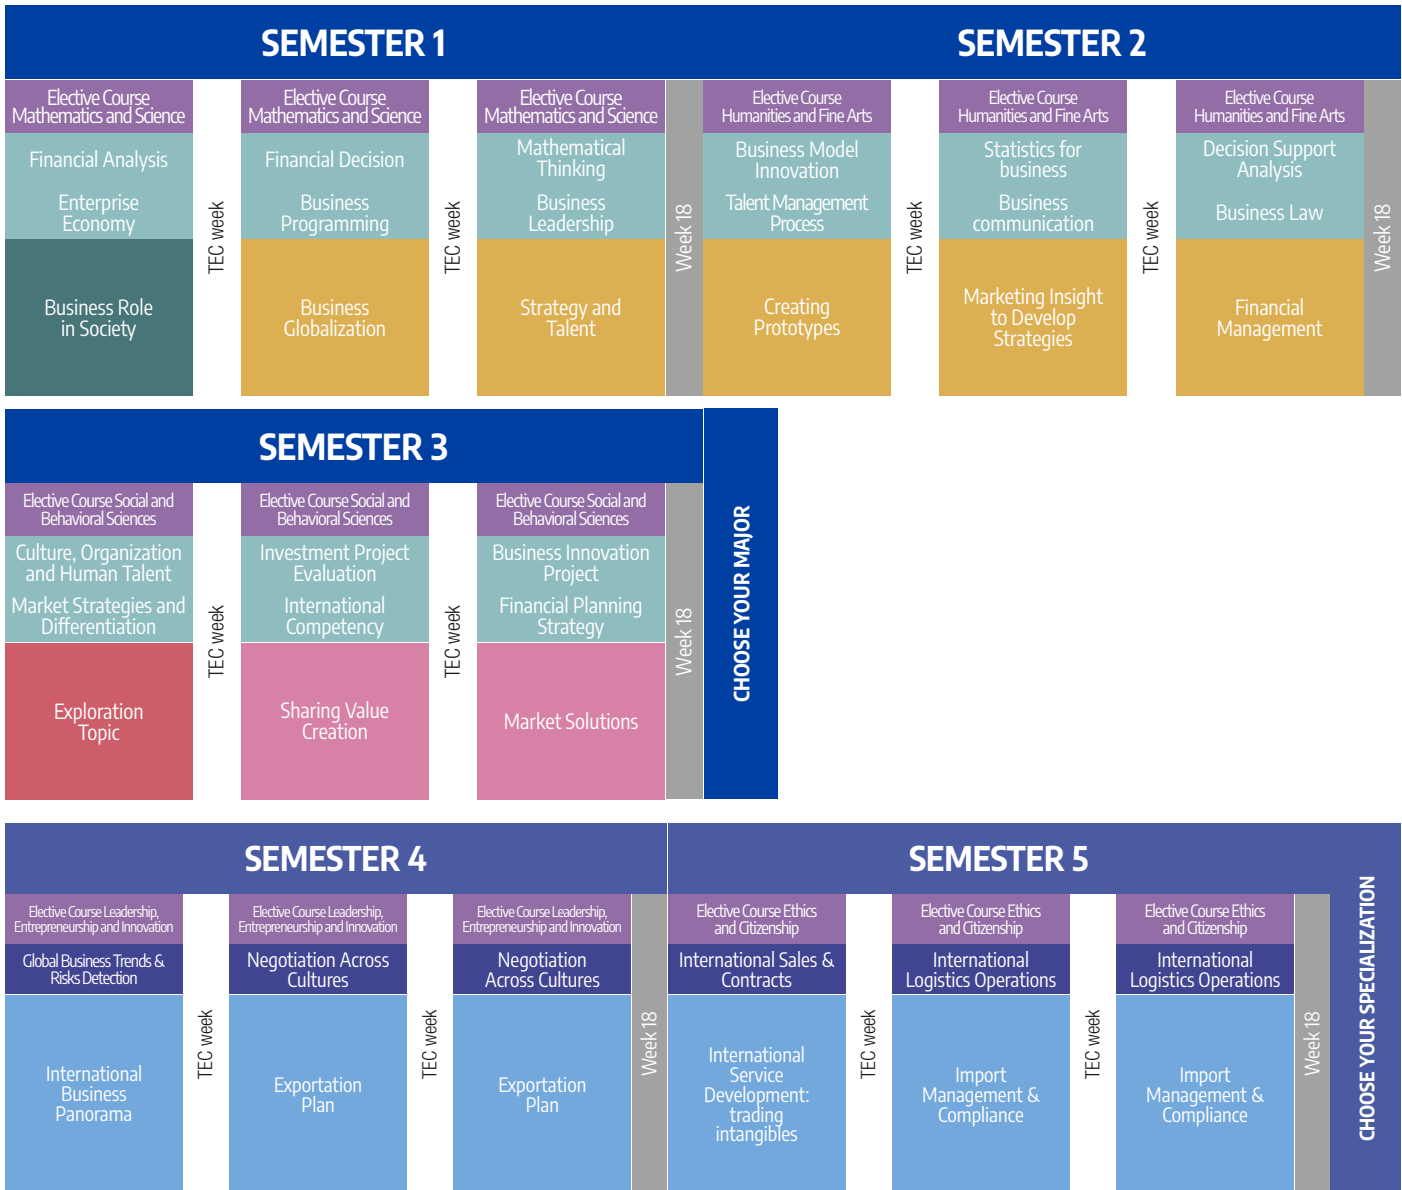 SEMESTER 1
Elective Course
Mathematics and Science
Financial Analysis
Enterprise
Economy
Business Role
in Society
TEC week
Elective Course
Mathematics and Science
Financial Decision
Business
Programming
Business
Globalization
TEC week
Elective Course
Mathematics and Science
Mathematical
Thinking
Business
Leadership
Strategy and
Talent
Week 18
SEMESTER 2
Elective Course
Humanities and Fine Arts
Business Model
Innovation
Talent Management
Process
Creating
Prototypes
TEC week
Elective Course
Humanities and Fine Arts
Statistics for
business
Business
communication
Marketing Insight
to Develop
Strategies
TEC week
Elective Course
Humanities and Fine Arts
Decision Support
Analysis
Business Law
Financial
Management
Week 18
SEMESTER 3
Elective Course Social and
Behavioral Sciences
Culture, Organization
and Human Talent
Market Strategies and
Differentiation
Exploration
Topic
TEC week
Elective Course Social and
Behavioral Sciences
Investment Project
Evaluation
International
Competency
Sharing Value
Creation
TEC week
Elective Course Social and
Behavioral Sciences
Business Innovation
Project
Financial Planning
Strategy
Market Solutions
Week 18
CHOOSE YOUR MAJOR
SEMESTER 4
Elective Course Leadership,
Entrepreneurship and Innovation
Global Business Trends &
Risks Detection
International
Business
Panorama
TEC week
Elective Course Leadership,
Entrepreneurship and Innovation
Negotiation Across
Cultures
Exportation
Plan
TEC week
Elective Course Leadership,
Entrepreneurship and Innovation
Negotiation
Across Cultures
Exportation
Plan
Week 18
SEMESTER 5
Elective Course Ethics
and Citizenship
International Sales &
Contracts
International
Service
Development:
trading
intangibles
TEC week
Elective Course Ethics
and Citizenship
International
Logistics Operations
Import
Management &
Compliance
TEC week
Elective Course Ethics
and Citizenship
International
Logistics Operations
Import
Management &
Compliance
Week 18
CHOOSE YOUR SPECIALIZATION